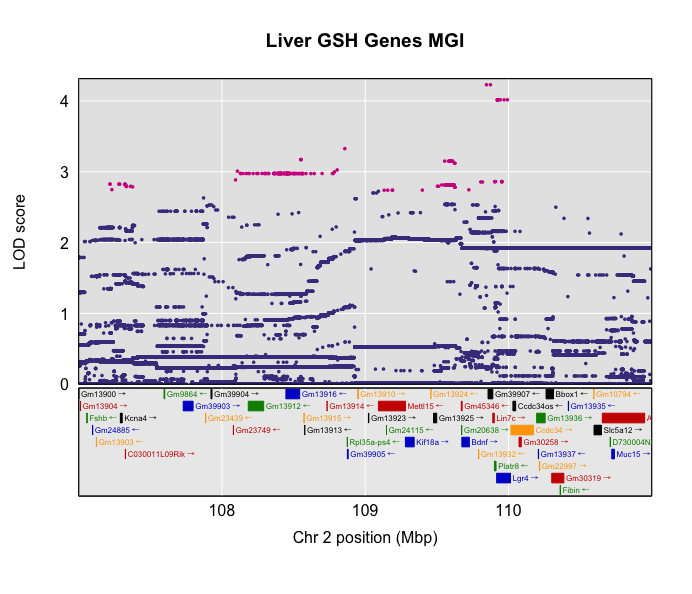 Liver GSH Genes MGI
LOD score
4
3
2
1
0
Gm13900 → Gm9864 ← Gm39904 → Gm13916 → Gm13910 ← Gm13924 ← Gm39907 ← Bbox1 ← Gm10794 ←
Gm13904 → Gm39903 → Gm13912 ← Gm13914 → Mettl15 ← Gm45346 ← Ccdc34os ← Gm13935 ←
Fshb ← Kcna4 → Gm23439 ← Gm13915 ← Gm13923 → Gm13925 ← Lin7c → Gm13936 ← A
Gm24885 → Gm23749 → Gm13913 → Gm24115 ← Gm20638 ← Ccdc34 → Slc5a12 →
Gm13903 ← Rpl35a-ps4 ← Kif18a → Bdnf → Gm30258 → D730004N
C030011L09Rik → Gm39905 ← Gm13932 ← Gm13937 → Muc15 →
Platr8 ← Gm22997 ←
Lgr4 → Gm30319 →
Fibin ←
108 109 110
Chr 2 position (Mbp)